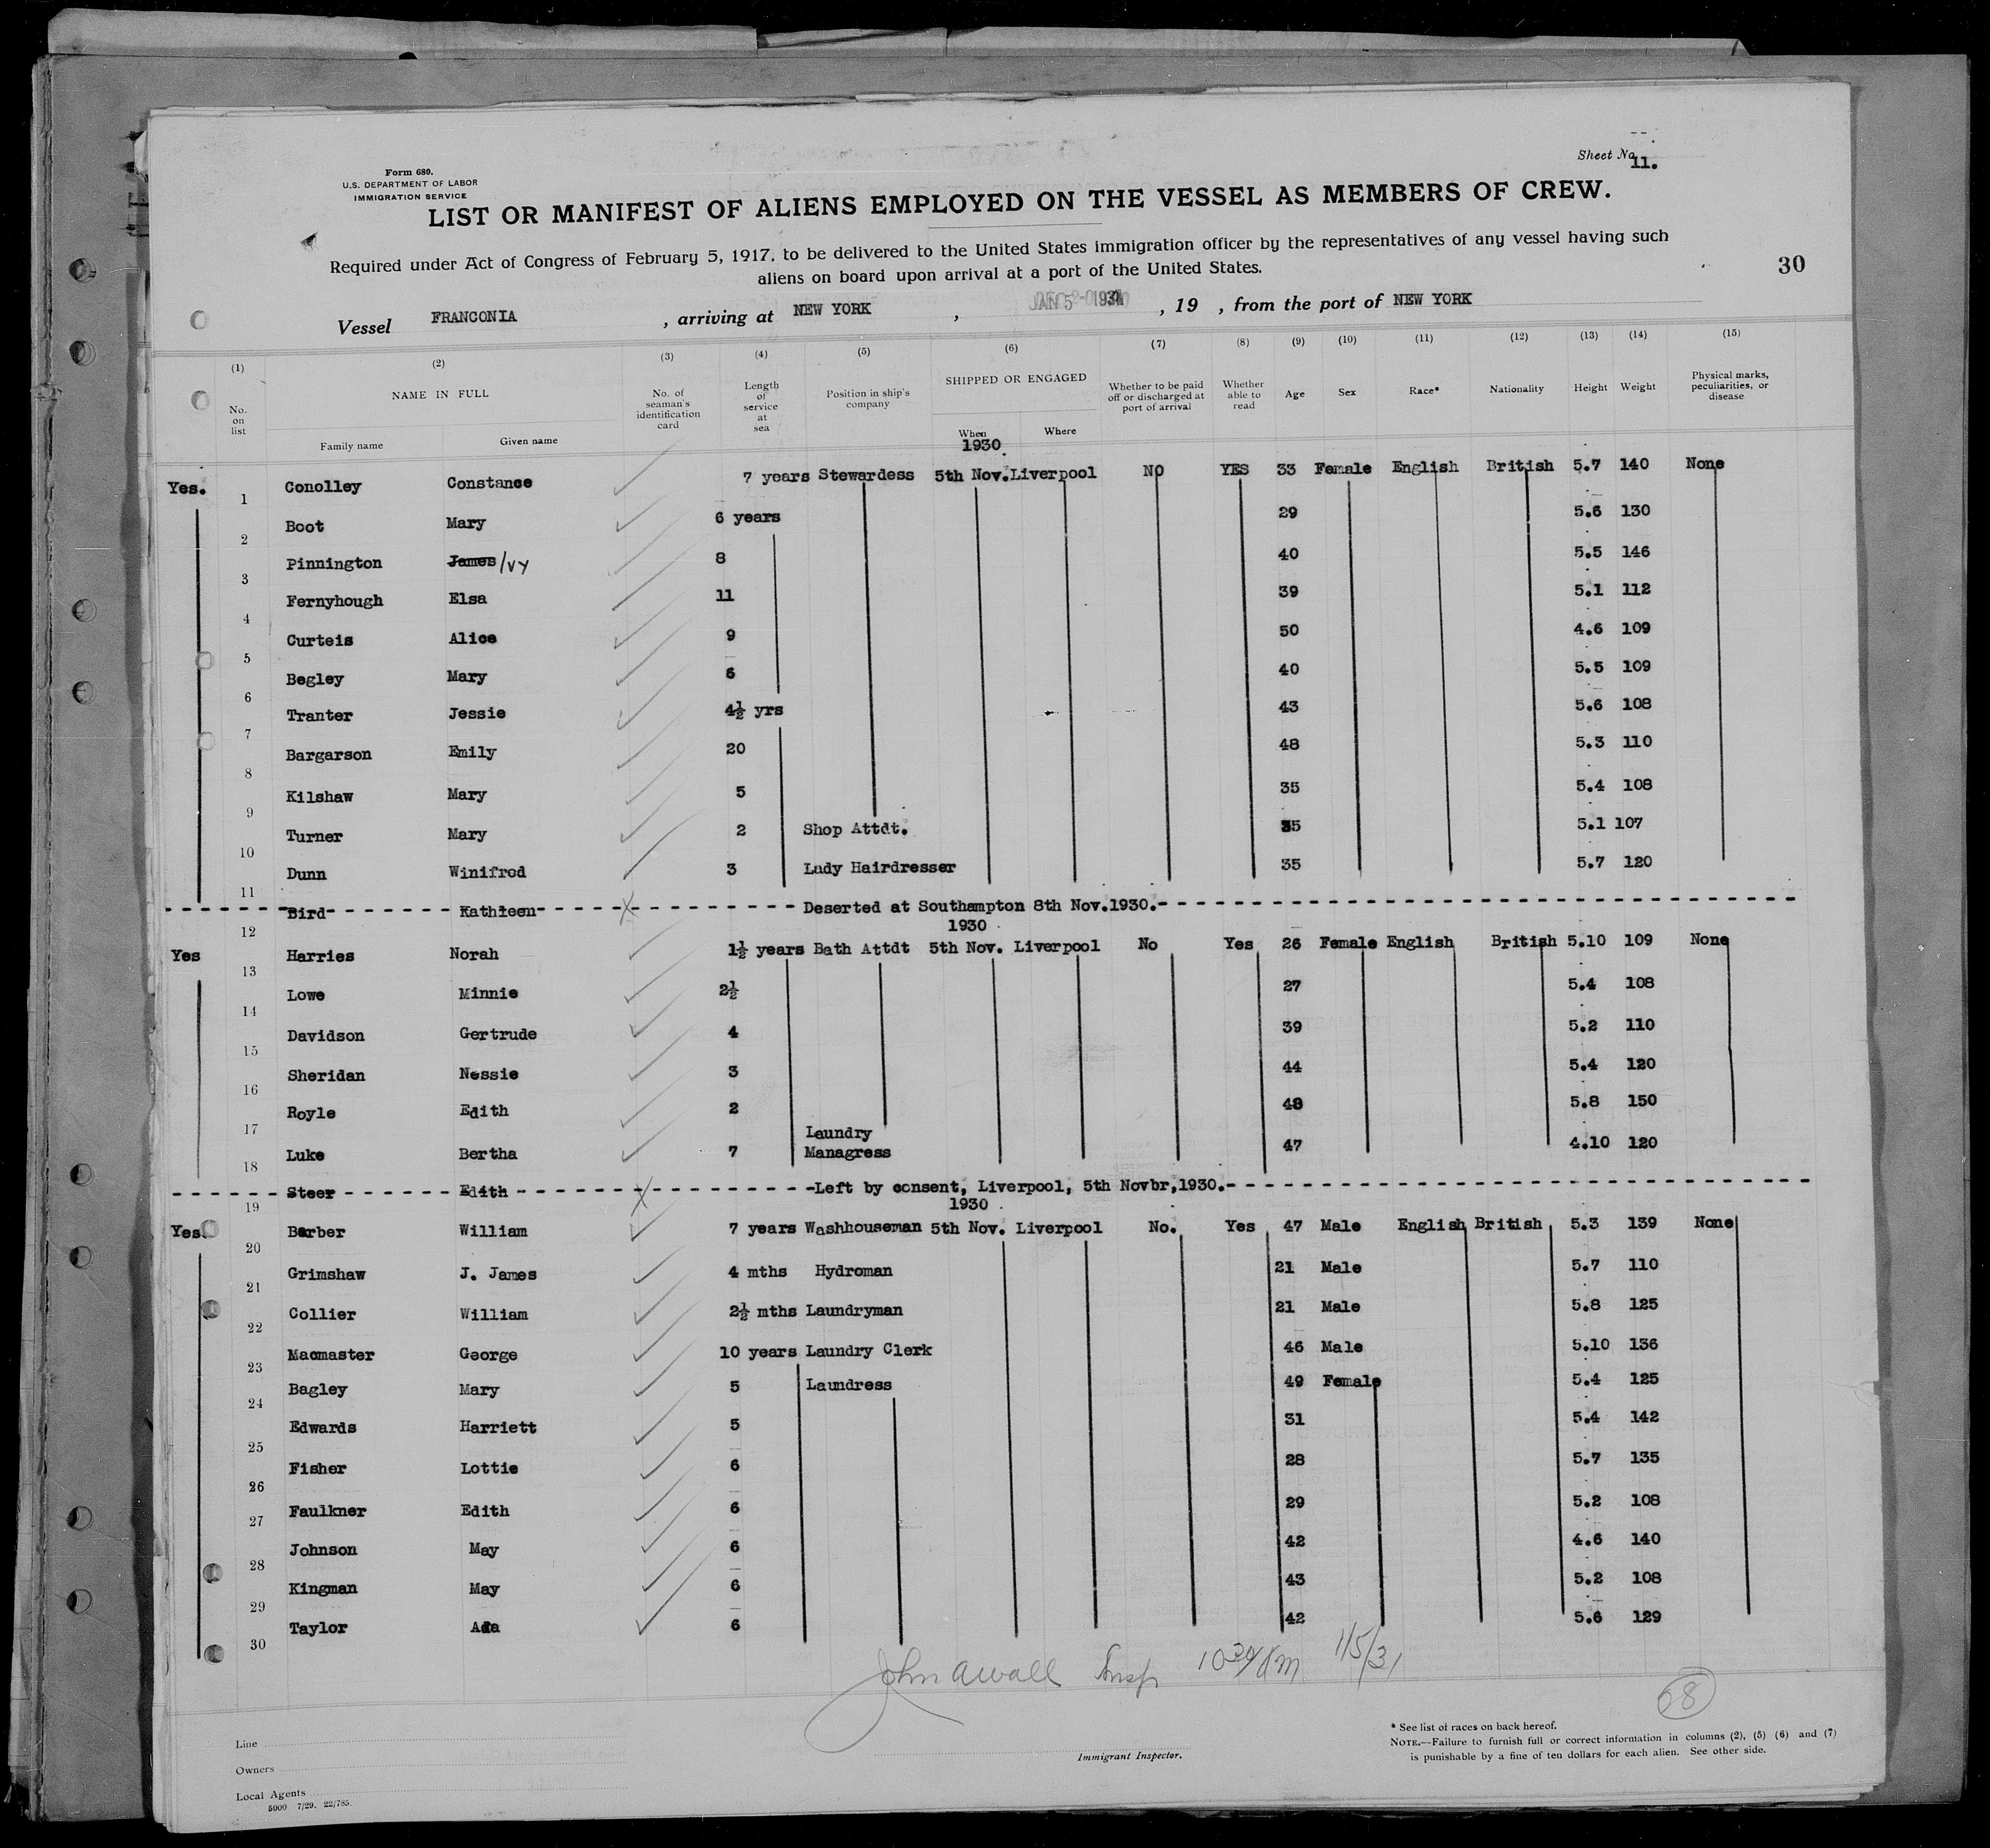 Sheet No. 11.
Form 680.
U.S. DEPARTMENT OF LABOR
IMMIGRATION SERVICE
LIST OR MANIFEST OF ALIENS EMPLOYED ON THE VESSEL AS MEMBERS OF CREW.
Required under Act of Congress of February 5, 1917, to be delivered to the United States immigration officer by the representatives of any vessel having such
aliens on board upon arrival at a port of the United States.
30
Vessel FRANCONIA , arriving at NEW YORK , JAN 5 1931 , 19 , from the port of NEW YORK
(1) (2) (3) (4) (5) (6) (7) (8) (9) (10) (11) (12) (13) (14) (15)
No. on list NAME IN FULL Family name Given name No. of seaman's identification card Length of service at sea Position in ship's company SHIPPED OR ENGAGED When Where Whether to be paid off or discharged at port of arrival Whether able to read Age Sex Race* Nationality Height Weight Physical marks, peculiarities, or disease
1930
Yes. 1 Conolley Constance 7 years Stewardess 5th Nov. Liverpool NO YES 33 Female English British 5.7 140 None
2 Boot Mary 6 years 29 5.6 130
3 Pinnington James Ivy 8 40 5.5 146
4 Fernyhough Elsa 11 39 5.1 112
5 Curteis Alice 9 50 4.6 109
6 Begley Mary 6 40 5.5 109
7 Tranter Jessie 4½ yrs 43 5.6 108
8 Bargarson Emily 20 48 5.3 110
9 Kilshaw Mary 5 35 5.4 108
10 Turner Mary 2 Shop Attdt. 35 5.1 107
11 Dunn Winifred 3 Lady Hairdresser 35 5.7 120
12 Bird Kathleen Deserted at Southampton 8th Nov.1930.
1930
Yes 13 Harries Norah 1½ years Bath Attdt 5th Nov. Liverpool No Yes 26 Female English British 5.10 109 None
14 Lowe Minnie 2½ 27 5.4 108
15 Davidson Gertrude 4 39 5.2 110
16 Sheridan Nessie 3 44 5.4 120
17 Royle Edith 2 48 5.8 150
18 Luke Bertha 7 Laundry Managress 47 4.10 120
19 Steer Edith Left by consent, Liverpool, 5th Novbr,1930.
1930
Yes. 20 Barber William 7 years Washhouseman 5th Nov. Liverpool No. Yes 47 Male English British 5.3 139 None
21 Grimshaw J. James 4 mths Hydroman 21 Male 5.7 110
22 Collier William 2½ mths Laundryman 21 Male 5.8 125
23 Macmaster George 10 years Laundry Clerk 46 Male 5.10 136
24 Bagley Mary 5 Laundress 49 Female 5.4 125
25 Edwards Harriett 5 31 5.4 142
26 Fisher Lottie 6 28 5.7 135
27 Faulkner Edith 6 29 5.2 108
28 Johnson May 6 42 4.6 140
29 Kingman May 6 43 5.2 108
30 Taylor Ada 6 42 5.6 129
John A Wall Insp 10 30 AM 1/5/31
68
Line
Owners
Local Agents
5000 7/29. 22/785.
Immigrant Inspector.
* See list of races on back hereof.
NOTE.—Failure to furnish full or correct information in columns (2), (5) (6) and (7)
is punishable by a fine of ten dollars for each alien. See other side.